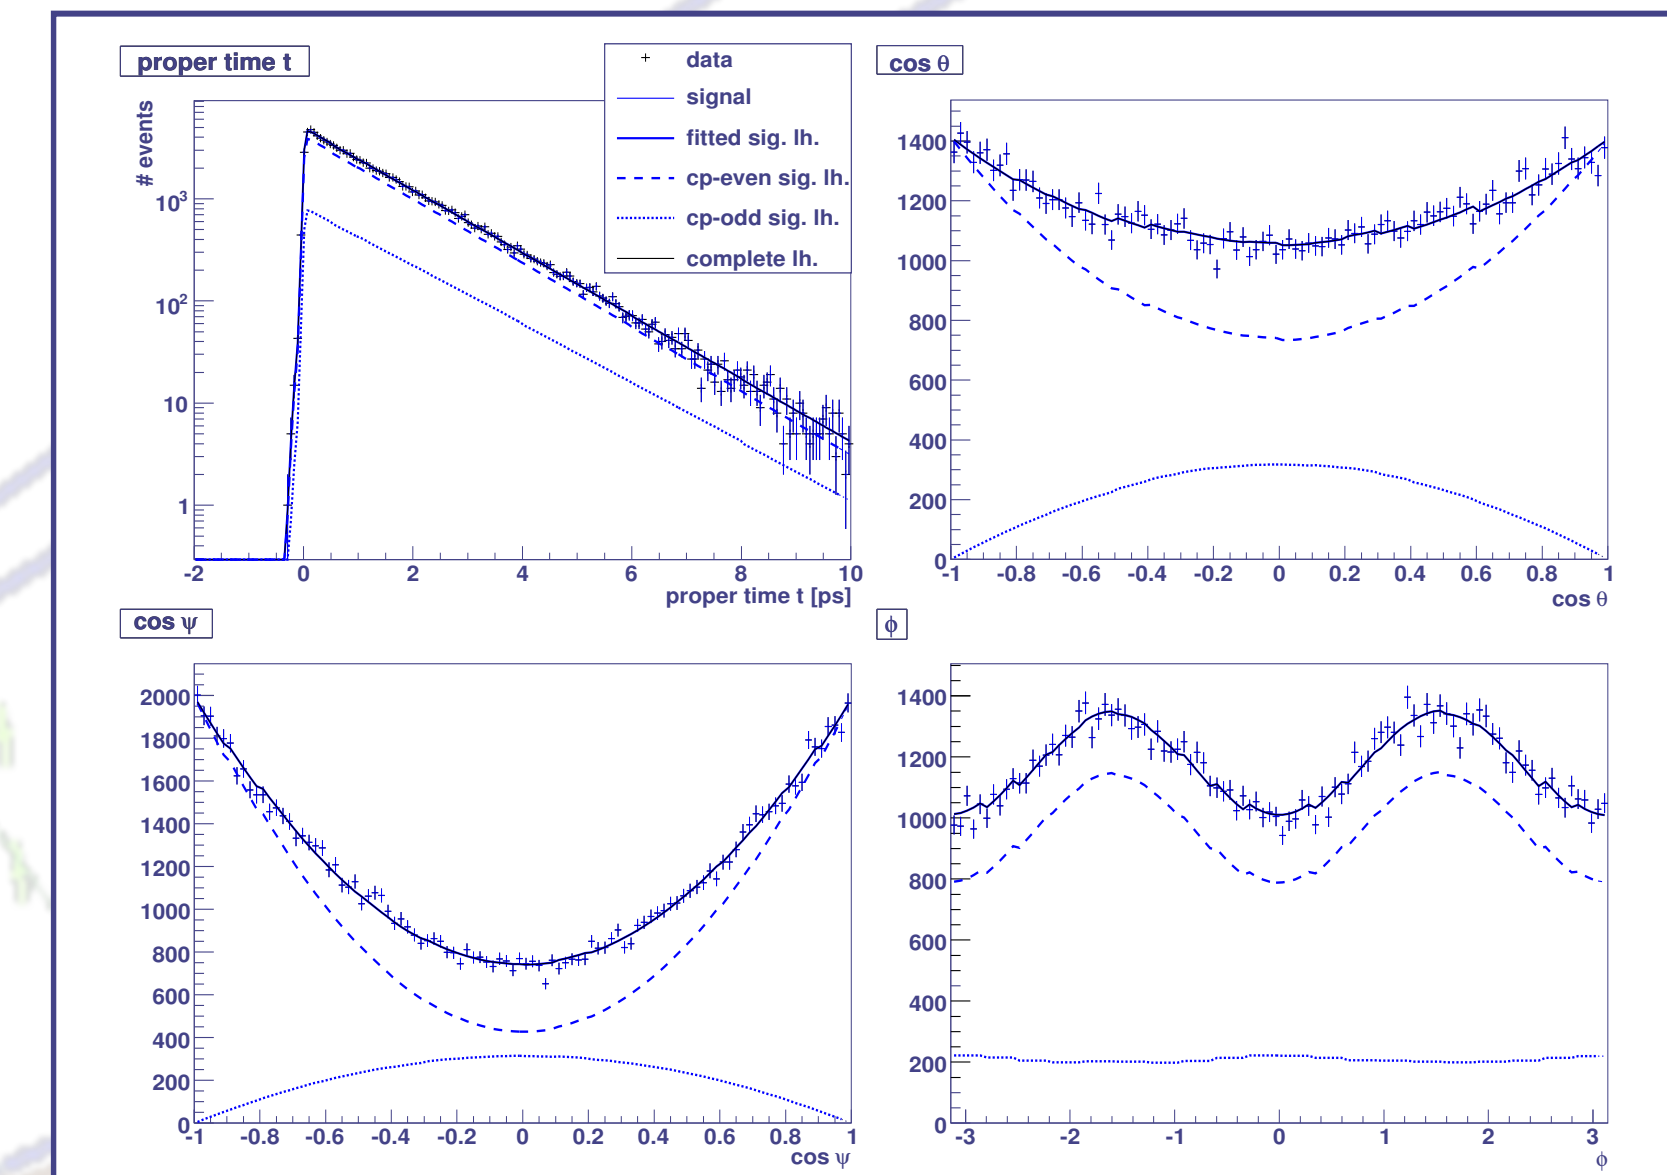 proper time t
data
signal
fitted sig. lh.
cp-even sig. lh.
cp-odd sig. lh.
complete lh.
# events
10³
10²
10
1
-2 0 2 4 6 8 10
proper time t [ps]
cos θ
1400
1200
1000
800
600
400
200
0
-1 -0.8 -0.6 -0.4 -0.2 0 0.2 0.4 0.6 0.8 1
cos θ
cos ψ
2000
1800
1600
1400
1200
1000
800
600
400
200
0
-1 -0.8 -0.6 -0.4 -0.2 0 0.2 0.4 0.6 0.8 1
cos ψ
ϕ
1400
1200
1000
800
600
400
200
0
-3 -2 -1 0 1 2 3
ϕ